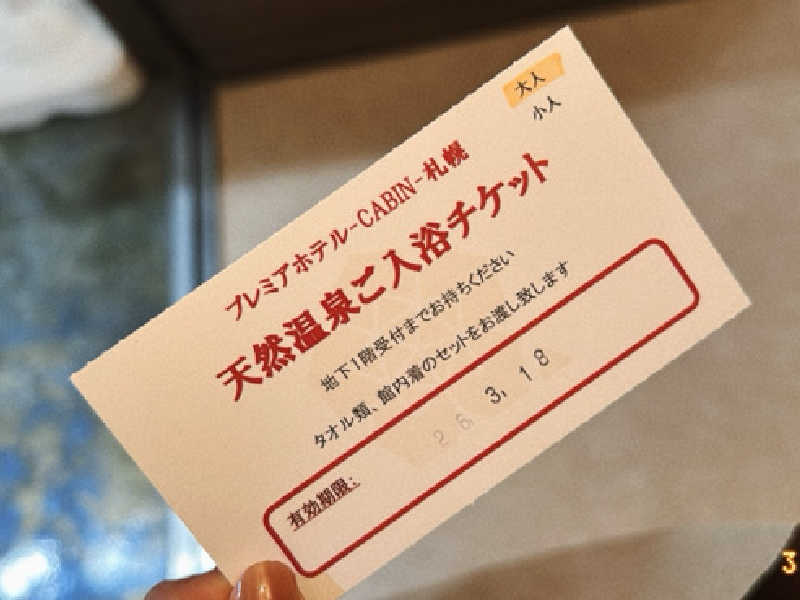 大人
小人
プレミアホテル-CABIN-札幌
天然温泉ご入浴チケット
地下1階受付までお持ちください
タオル類、館内着のセットをお渡し致します
26. 3. 18
有効期限:
3